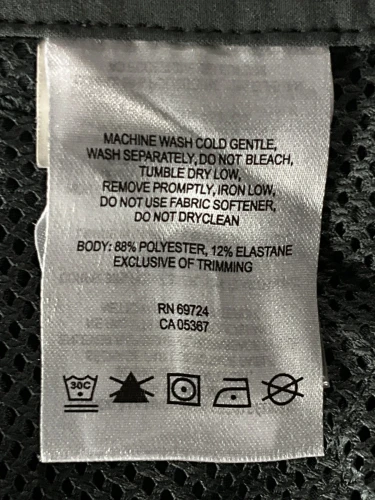 MACHINE WASH COLD GENTLE,
WASH SEPARATELY, DO NOT BLEACH,
TUMBLE DRY LOW,
REMOVE PROMPTLY, IRON LOW,
DO NOT USE FABRIC SOFTENER,
DO NOT DRYCLEAN
BODY: 88% POLYESTER, 12% ELASTANE
EXCLUSIVE OF TRIMMING
RN 69724
CA 05367
30C